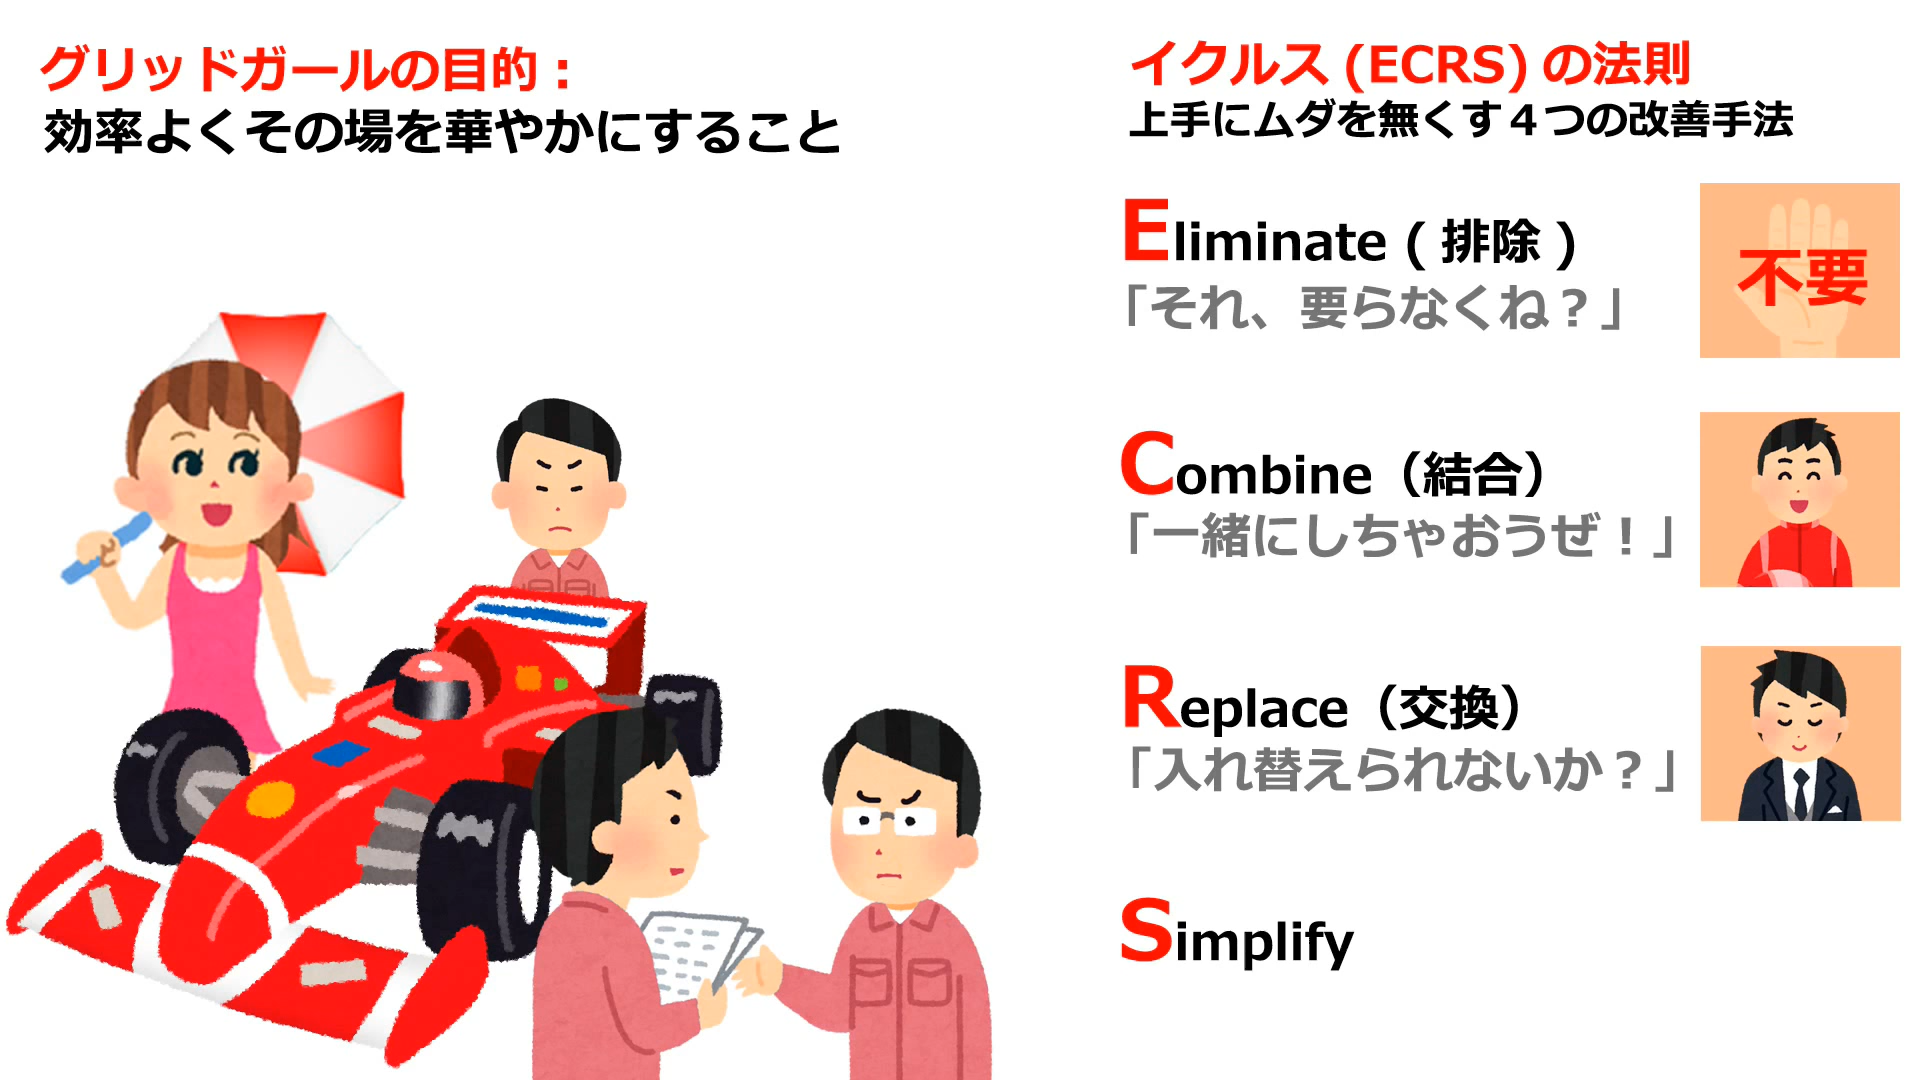 グリッドガールの目的：
効率よくその場を華やかにすること
イクルス(ECRS)の法則
上手にムダを無くす４つの改善手法
Eliminate ( 排除 )
「それ、要らなくね？」
不要
Combine（結合）
「一緒にしちゃおうぜ！」
Replace（交換）
「入れ替えられないか？」
Simplify